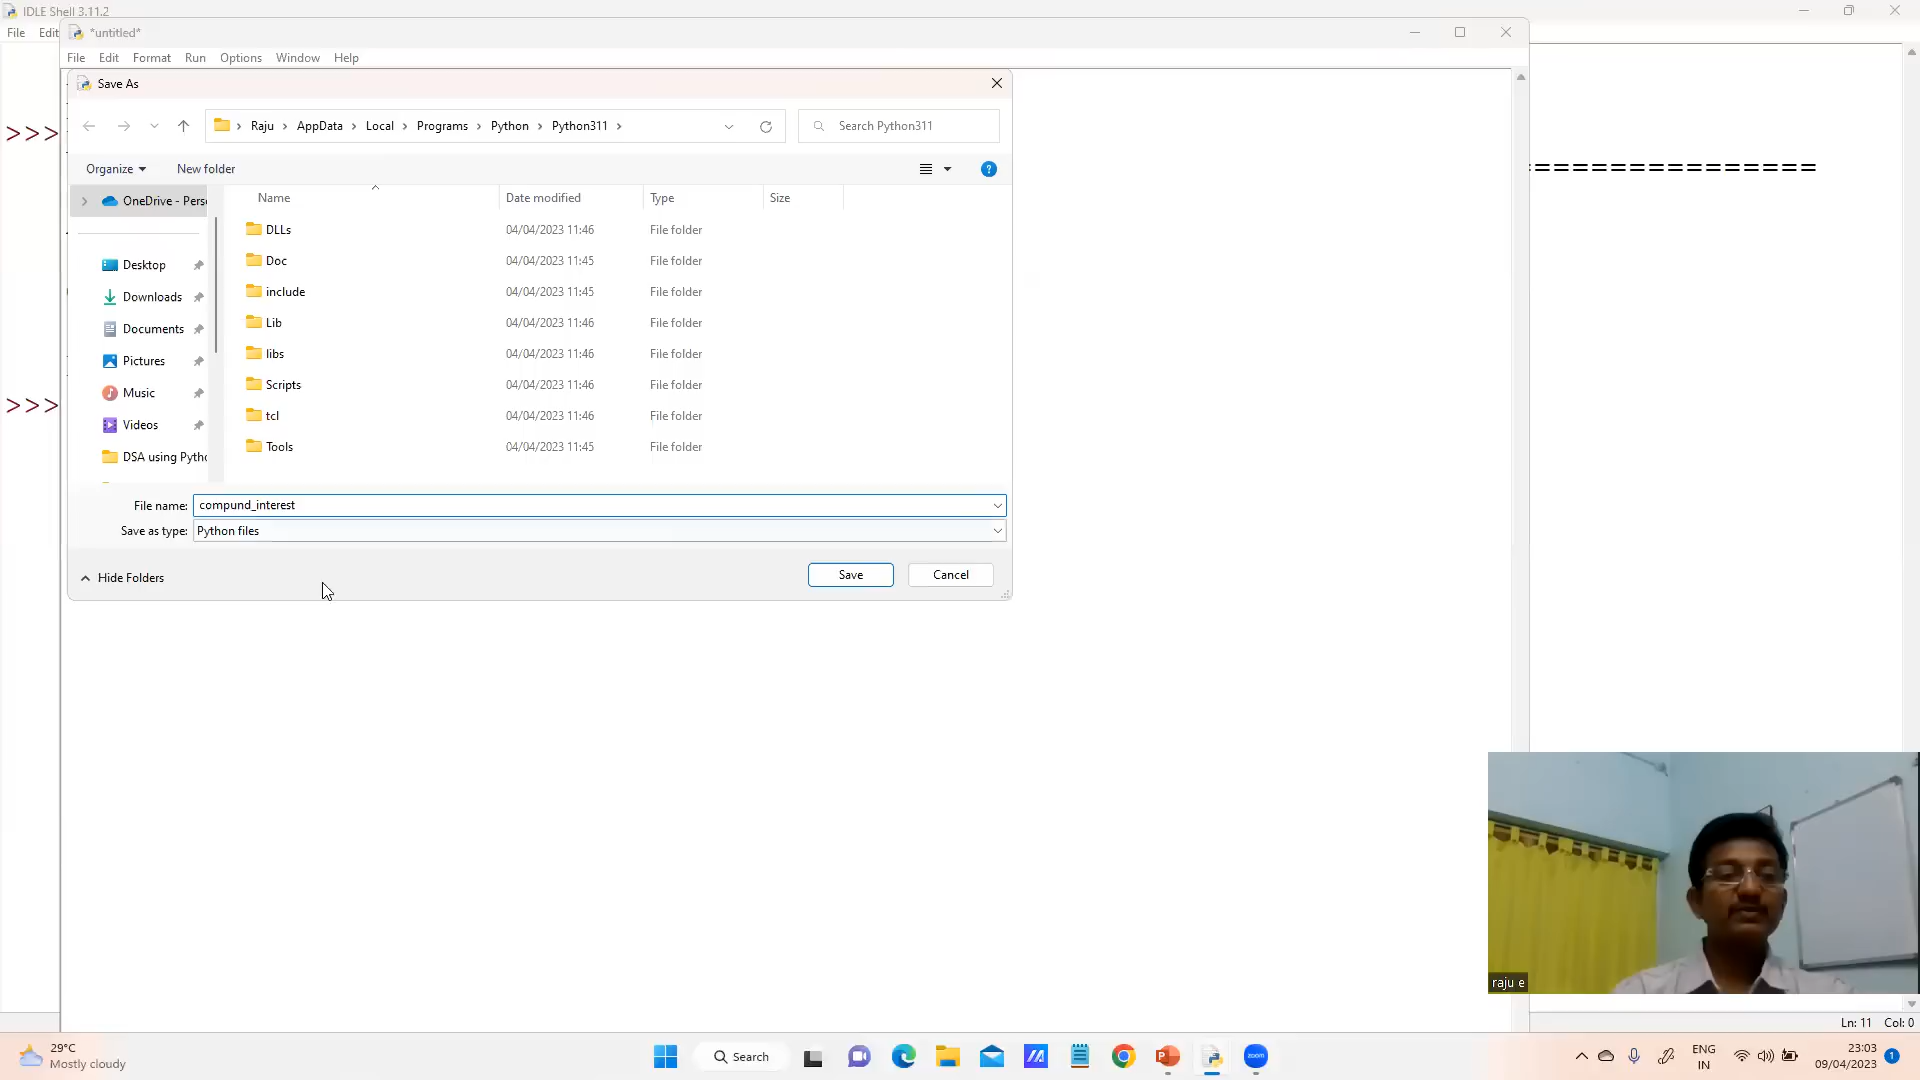 IDLE Shell 3.11.2
File Edit
*untitled*
File Edit Format Run Options Window Help
Save As
Raju > AppData > Local > Programs > Python > Python311 >
Search Python311
Organize
New folder
OneDrive - Pers
Name Date modified Type Size
DLLs 04/04/2023 11:46 File folder
Doc 04/04/2023 11:45 File folder
include 04/04/2023 11:45 File folder
Lib 04/04/2023 11:46 File folder
libs 04/04/2023 11:46 File folder
Scripts 04/04/2023 11:46 File folder
tcl 04/04/2023 11:46 File folder
Tools 04/04/2023 11:45 File folder
Desktop
Downloads
Documents
Pictures
Music
Videos
DSA using Pytho
File name: compund_interest
Save as type: Python files
Hide Folders
Save Cancel
>>>
===============
>>>
raju e
Ln: 11 Col: 0
29°C
Mostly cloudy
Search
zoom
ENG
IN
23:03
09/04/2023
1